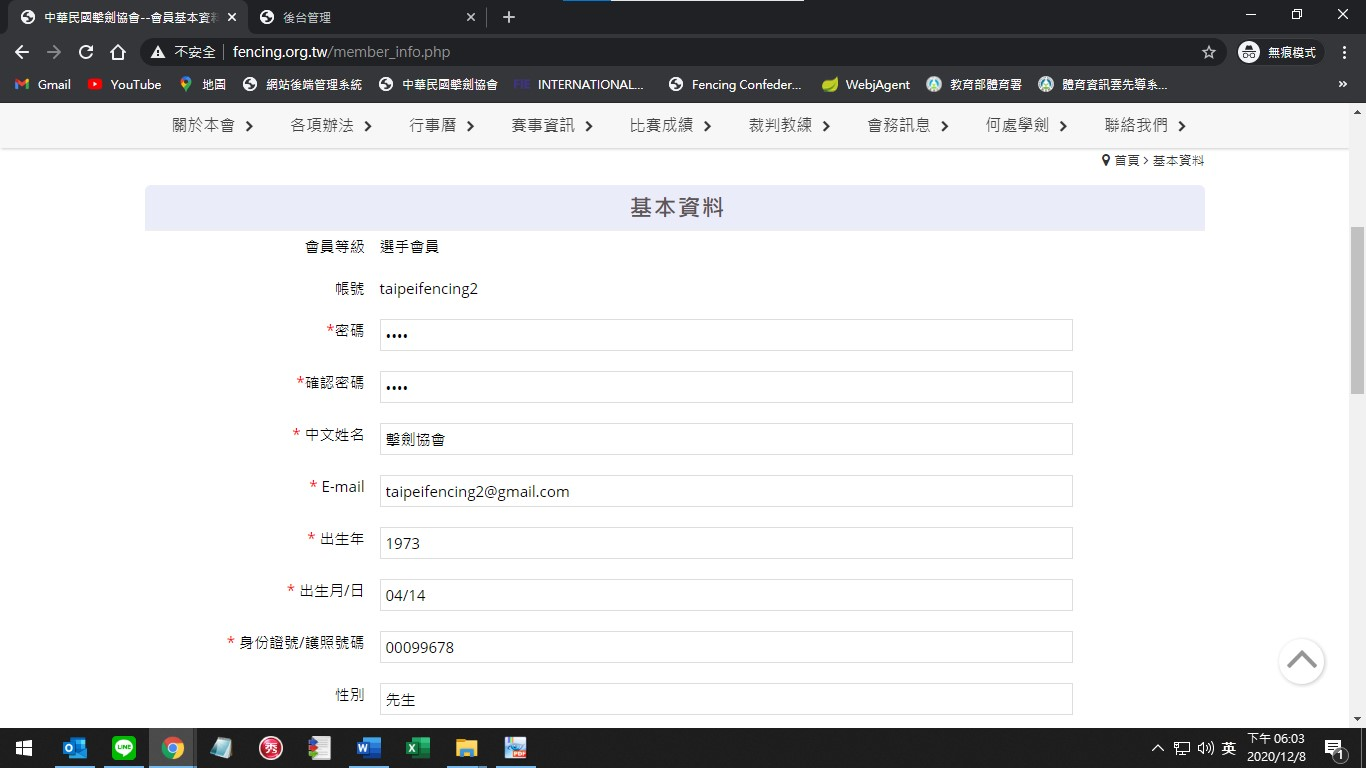 中華民國擊劍協會--會員基本資料
後台管理
不安全 fencing.org.tw/member_info.php 無痕模式
Gmail YouTube 地圖 網站後端管理系統 中華民國擊劍協會 FIE INTERNATIONAL... Fencing Confeder... WebjAgent 教育部體育署 體育資訊雲先導系... »
關於本會 各項辦法 行事曆 賽事資訊 比賽成績 裁判教練 會務訊息 何處學劍 聯絡我們
首頁 > 基本資料
基本資料
會員等級 選手會員
帳號 taipeifencing2
*密碼 ••••
*確認密碼 ••••
* 中文姓名 擊劍協會
* E-mail taipeifencing2@gmail.com
* 出生年 1973
* 出生月/日 04/14
* 身份證號/護照號碼 00099678
性別 先生
英 下午 06:03
2020/12/8
1